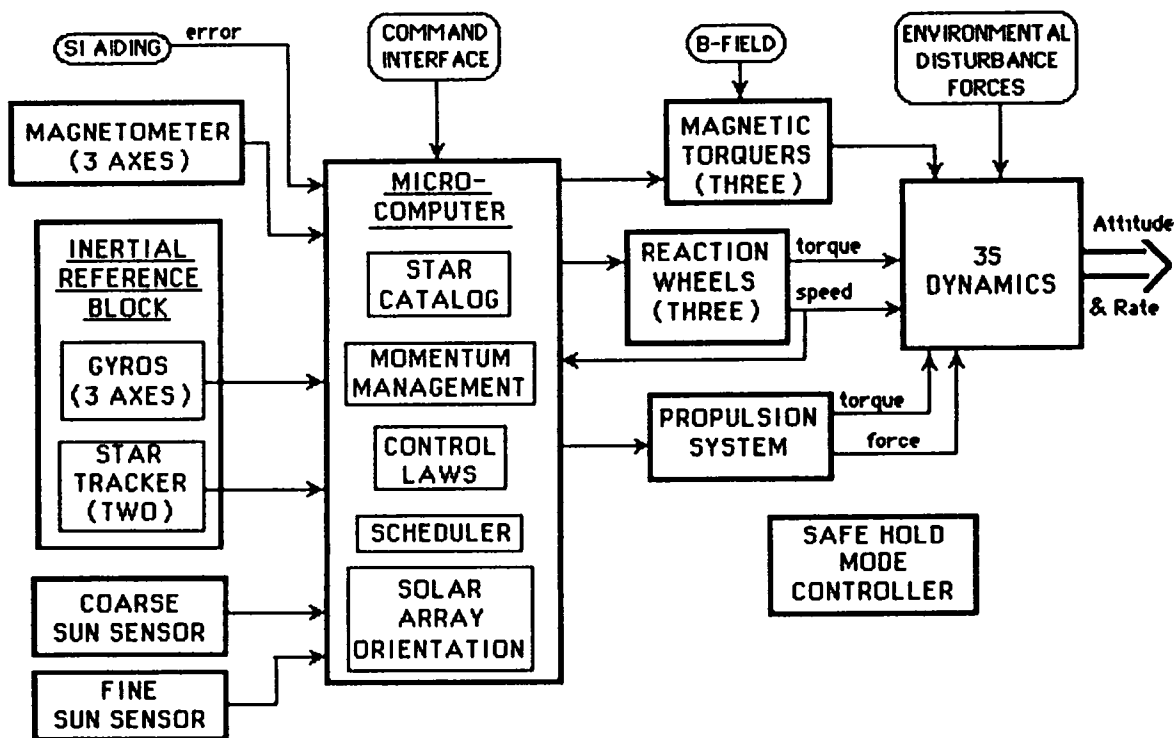 SI AIDING
error
COMMAND
INTERFACE
B-FIELD
ENVIRONMENTAL
DISTURBANCE
FORCES
MAGNETOMETER
(3 AXES)
MAGNETIC
TORQUERS
(THREE)
MICRO-
COMPUTER
INERTIAL
REFERENCE
BLOCK
STAR
CATALOG
REACTION
WHEELS
(THREE)
torque
speed
3S
DYNAMICS
Attitude
& Rate
GYROS
(3 AXES)
MOMENTUM
MANAGEMENT
PROPULSION
SYSTEM
torque
force
STAR
TRACKER
(TWO)
CONTROL
LAWS
SCHEDULER
SAFE HOLD
MODE
CONTROLLER
COARSE
SUN SENSOR
SOLAR
ARRAY
ORIENTATION
FINE
SUN SENSOR